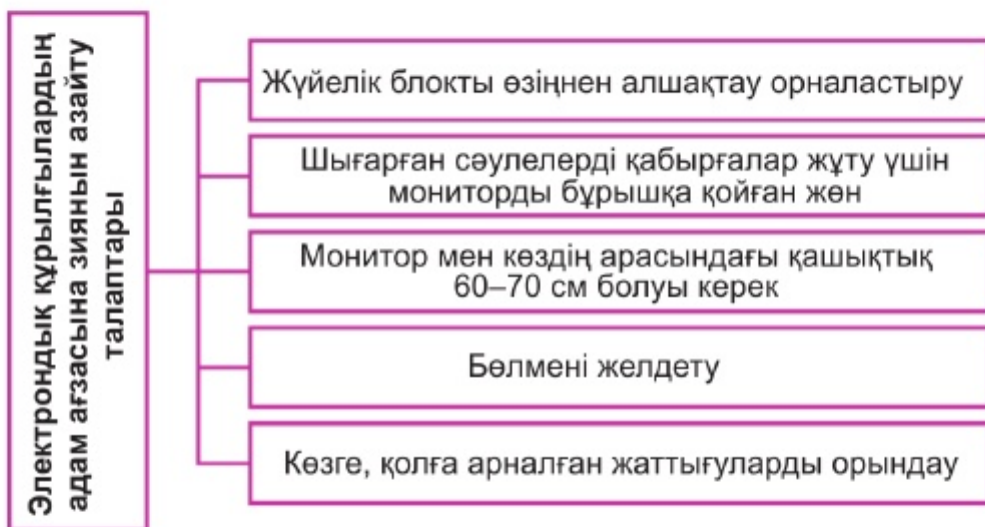 Электрондық құрылғылардың
адам ағзасына зиянын азайту
талаптары
Жүйелік блокты өзіңнен алшақтау орналастыру
Шығарған сәулелерді қабырғалар жұту үшін
мониторды бұрышқа қойған жөн
Монитор мен көздің арасындағы қашықтық
60–70 см болуы керек
Бөлмені желдету
Көзге, қолға арналған жаттығуларды орындау